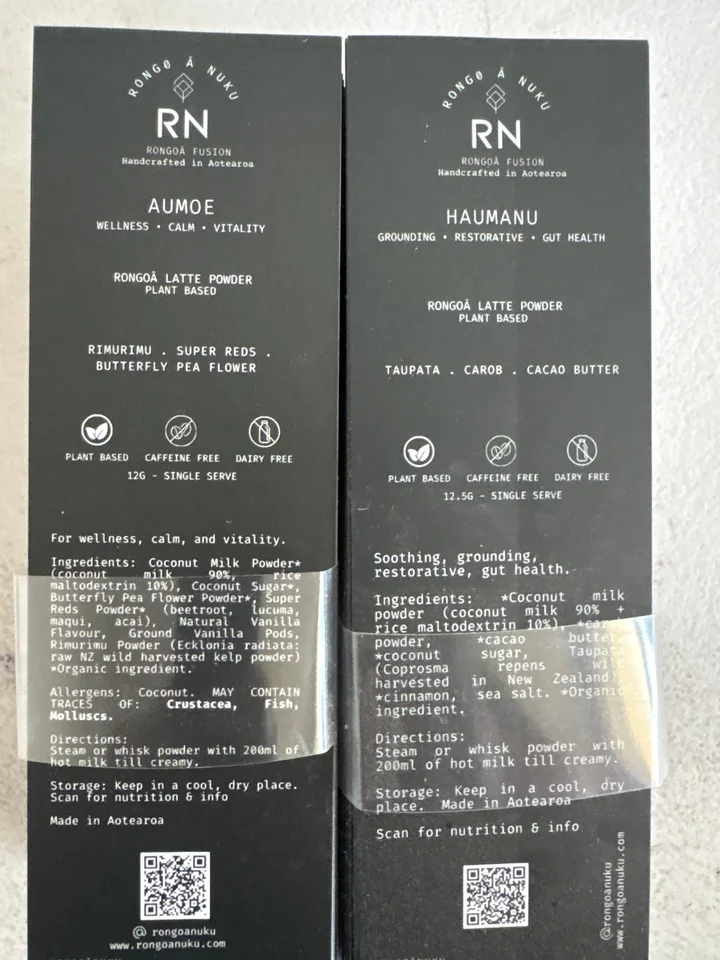 RONGO Ā NUKU
RN
RONGOĀ FUSION
Handcrafted in Aotearoa
AUMOE
WELLNESS • CALM • VITALITY
RONGOĀ LATTE POWDER
PLANT BASED
RIMURIMU . SUPER REDS .
BUTTERFLY PEA FLOWER
PLANT BASED CAFFEINE FREE DAIRY FREE
12G - SINGLE SERVE
For wellness, calm, and vitality.
Ingredients: Coconut Milk Powder*
(coconut milk 90%, rice
maltodextrin 10%), Coconut Sugar*,
Butterfly Pea Flower Powder*, Super
Reds Powder* (beetroot, lucuma,
maqui, acai), Natural Vanilla
Flavour, Ground Vanilla Pods,
Rimurimu Powder (Ecklonia radiata:
raw NZ wild harvested kelp powder)
*Organic ingredient.
Allergens: Coconut. MAY CONTAIN
TRACES OF: Crustacea, Fish,
Molluscs.
Directions:
Steam or whisk powder with 200ml of
hot milk till creamy.
Storage: Keep in a cool, dry place.
Scan for nutrition & info
Made in Aotearoa
@ rongoanuku
www.rongoanuku.com
RONGO Ā NUKU
RN
RONGOĀ FUSION
Handcrafted in Aotearoa
HAUMANU
GROUNDING • RESTORATIVE • GUT HEALTH
RONGOĀ LATTE POWDER
PLANT BASED
TAUPATA . CAROB . CACAO BUTTER
PLANT BASED CAFFEINE FREE DAIRY FREE
12.5G - SINGLE SERVE
Soothing, grounding,
restorative, gut health.
Ingredients: *Coconut milk
powder (coconut milk 90% +
rice maltodextrin 10%), *carob
powder, *cacao butter,
*coconut sugar, Taupata
(Coprosma repens wild
harvested in New Zealand),
*cinnamon, sea salt. *Organic
ingredient.
Directions:
Steam or whisk powder with
200ml of hot milk till creamy.
Storage: Keep in a cool, dry
place. Made in Aotearoa
Scan for nutrition & info
@ rongoanuku
www.rongoanuku.com